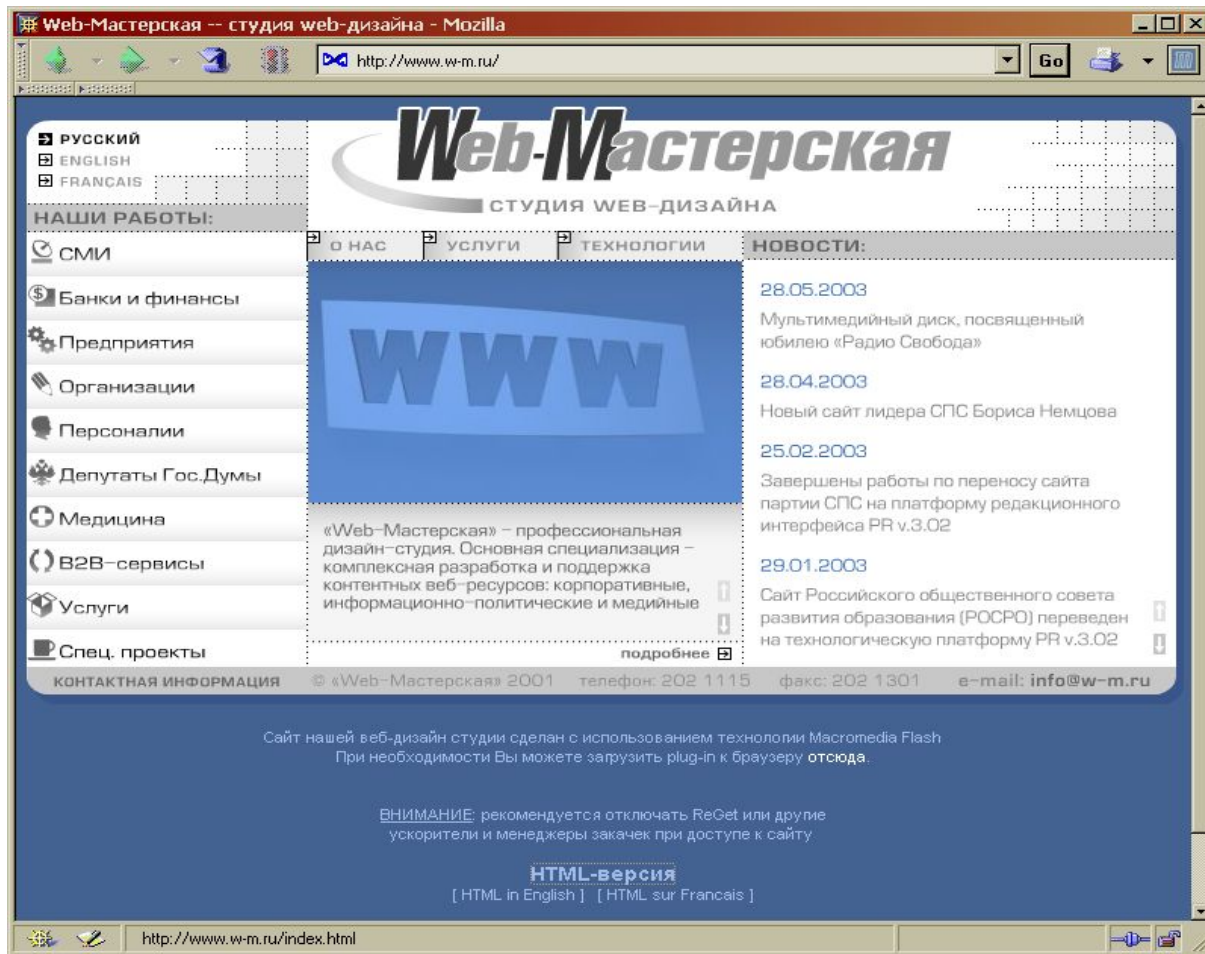 Web-Мастерская -- студия web-дизайна - Mozilla
http://www.w-m.ru/
Go
РУССКИЙ
ENGLISH
FRANCAIS
Web-Мастерская
СТУДИЯ WEB-ДИЗАЙНА
НАШИ РАБОТЫ:
СМИ
Банки и финансы
Предприятия
Организации
Персоналии
Депутаты Гос.Думы
Медицина
B2B-сервисы
Услуги
Спец. проекты
О НАС
УСЛУГИ
ТЕХНОЛОГИИ
WWW
«Web-Мастерская» - профессиональная
дизайн-студия. Основная специализация -
комплексная разработка и поддержка
контентных веб-ресурсов: корпоративные,
информационно-политические и медийные
подробнее
НОВОСТИ:
28.05.2003
Мультимедийный диск, посвященный
юбилею «Радио Свобода»
28.04.2003
Новый сайт лидера СПС Бориса Немцова
25.02.2003
Завершены работы по переносу сайта
партии СПС на платформу редакционного
интерфейса PR v.3.02
29.01.2003
Сайт Российского общественного совета
развития образования (РОСРО) переведен
на технологическую платформу PR v.3.02
КОНТАКТНАЯ ИНФОРМАЦИЯ © «Web-Мастерская» 2001 телефон: 202 1115 факс: 202 1301 e-mail: info@w-m.ru
Сайт нашей веб-дизайн студии сделан с использованием технологии Macromedia Flash
При необходимости Вы можете загрузить plug-in к браузеру отсюда.
ВНИМАНИЕ: рекомендуется отключать ReGet или другие
ускорители и менеджеры закачек при доступе к сайту
HTML-версия
[ HTML in English ] [ HTML sur Francais ]
http://www.w-m.ru/index.html